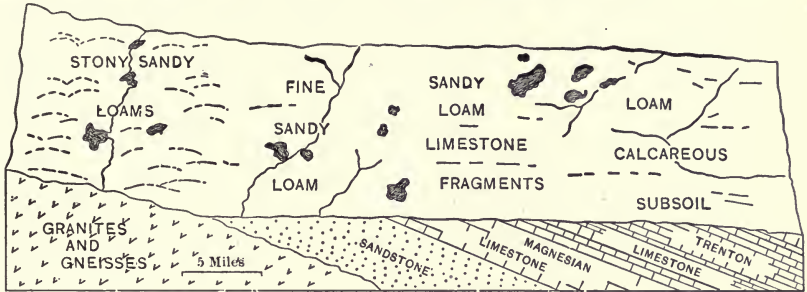 STONY SANDY
LOAMS
FINE
SANDY
LOAM
SANDY
LOAM
LIMESTONE
FRAGMENTS
LOAM
CALCAREOUS
SUBSOIL
GRANITES
AND
GNEISSES
5 Miles
SANDSTONE
MAGNESIAN
LIMESTONE
TRENTON
LIMESTONE